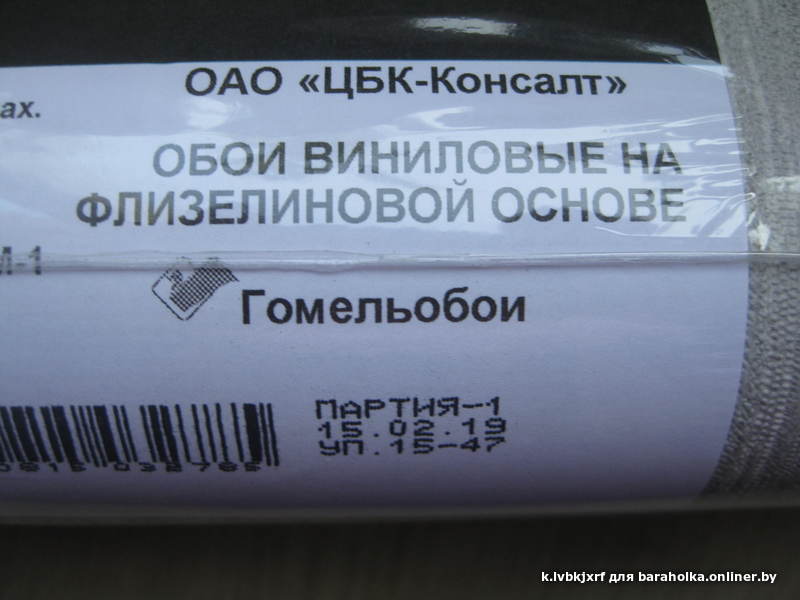 ОАО «ЦБК-Консалт»
ах.
ОБОИ ВИНИЛОВЫЕ НА
ФЛИЗЕЛИНОВОЙ ОСНОВЕ
М-1
Гомельобои
ПАРТИЯ-1
15.02.19
УП.15-47
k.lvbkjxrf для baraholka.onliner.by